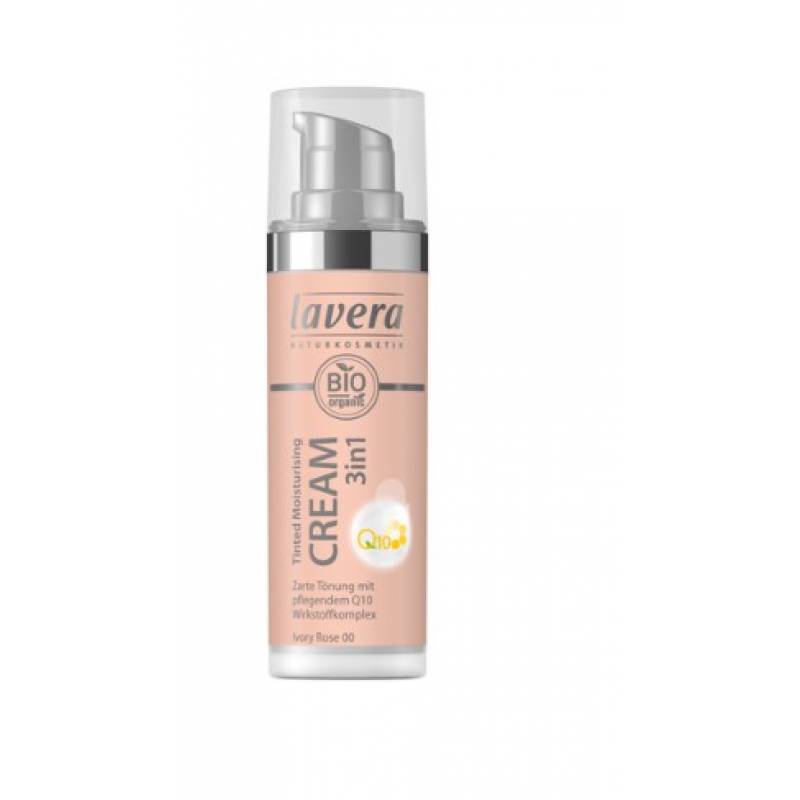 lavera
NATURKOSMETIK
BIO
organic
Tinted Moisturising
CREAM
3in1
Q10
Zarte Tönung mit
pflegendem Q10
Wirkstoffkomplex
Ivory Rose 00